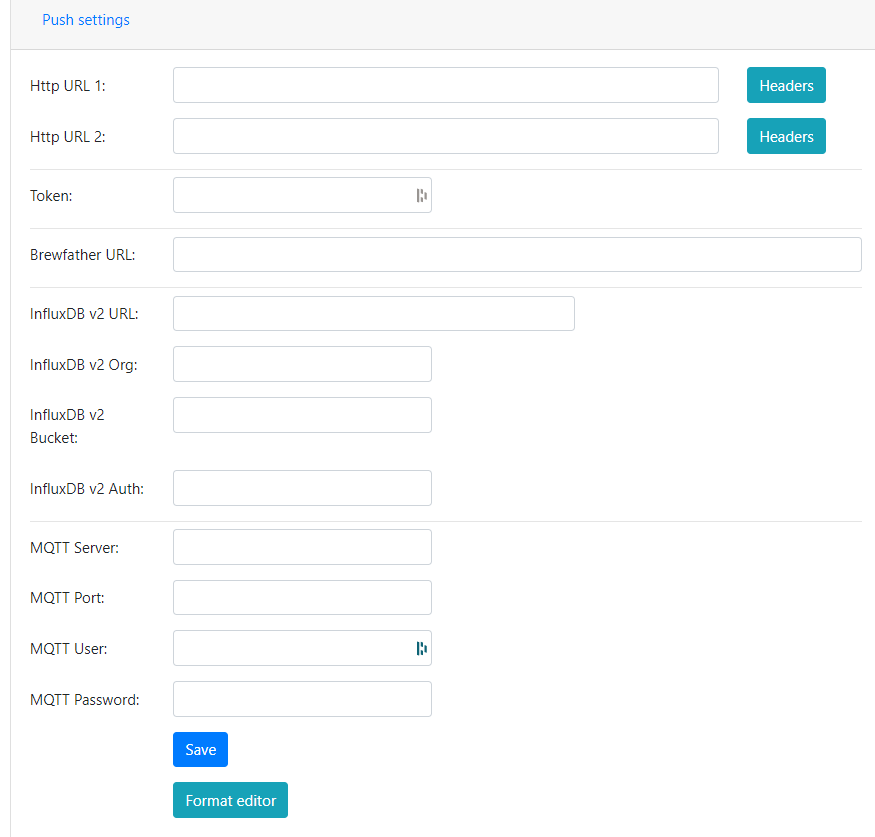 Push settings
Http URL 1:
Headers
Http URL 2:
Headers
Token:
Brewfather URL:
InfluxDB v2 URL:
InfluxDB v2 Org:
InfluxDB v2
Bucket:
InfluxDB v2 Auth:
MQTT Server:
MQTT Port:
MQTT User:
MQTT Password:
Save
Format editor